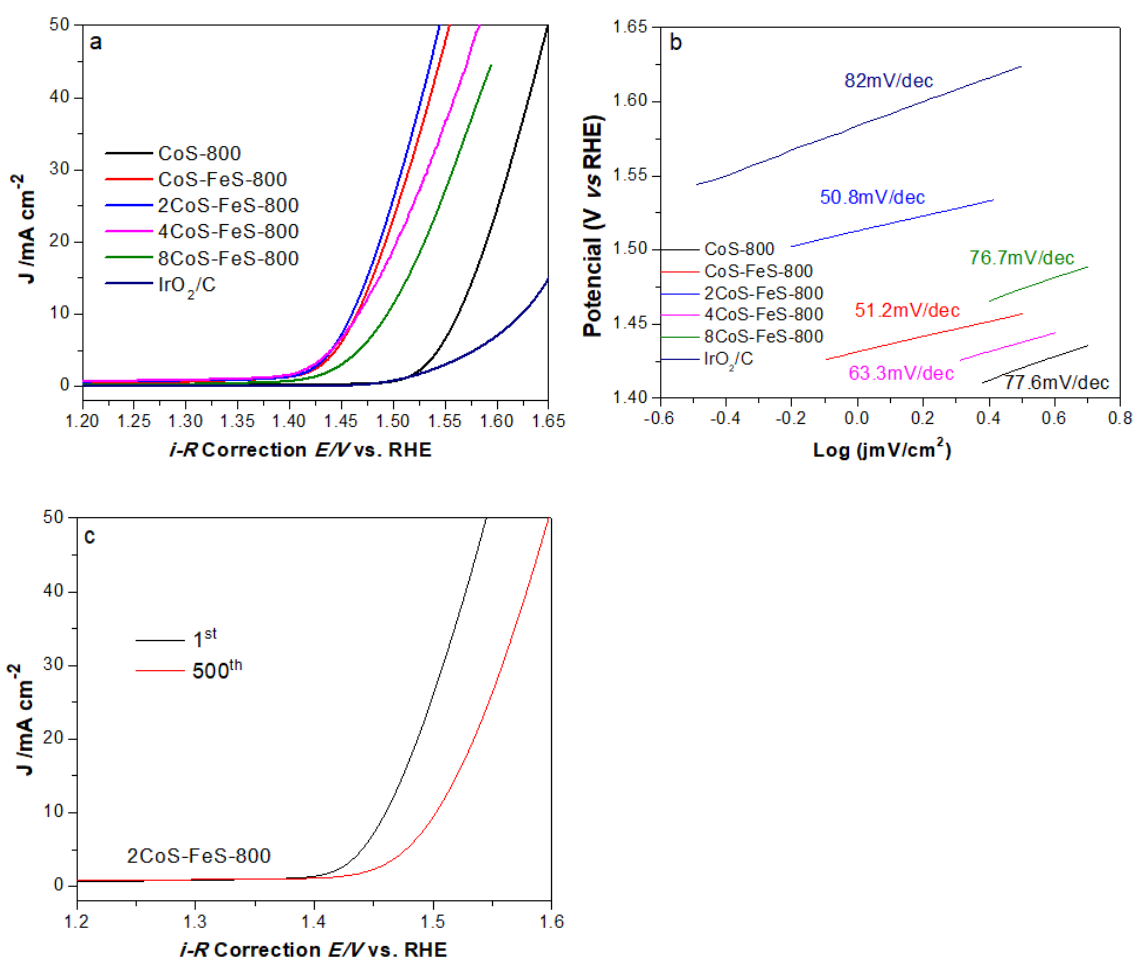 a
50
40
30
20
10
0
J /mA cm⁻²
CoS-800
CoS-FeS-800
2CoS-FeS-800
4CoS-FeS-800
8CoS-FeS-800
IrO₂/C
1.20 1.25 1.30 1.35 1.40 1.45 1.50 1.55 1.60 1.65
i-R Correction E/V vs. RHE
b
1.65
1.60
1.55
1.50
1.45
1.40
Potencial (V vs RHE)
82mV/dec
50.8mV/dec
76.7mV/dec
51.2mV/dec
63.3mV/dec
77.6mV/dec
CoS-800
CoS-FeS-800
2CoS-FeS-800
4CoS-FeS-800
8CoS-FeS-800
IrO₂/C
-0.6 -0.4 -0.2 0.0 0.2 0.4 0.6 0.8
Log (jmV/cm²)
c
50
40
30
20
10
0
J /mA cm⁻²
1ˢᵗ
500ᵗʰ
2CoS-FeS-800
1.2 1.3 1.4 1.5 1.6
i-R Correction E/V vs. RHE